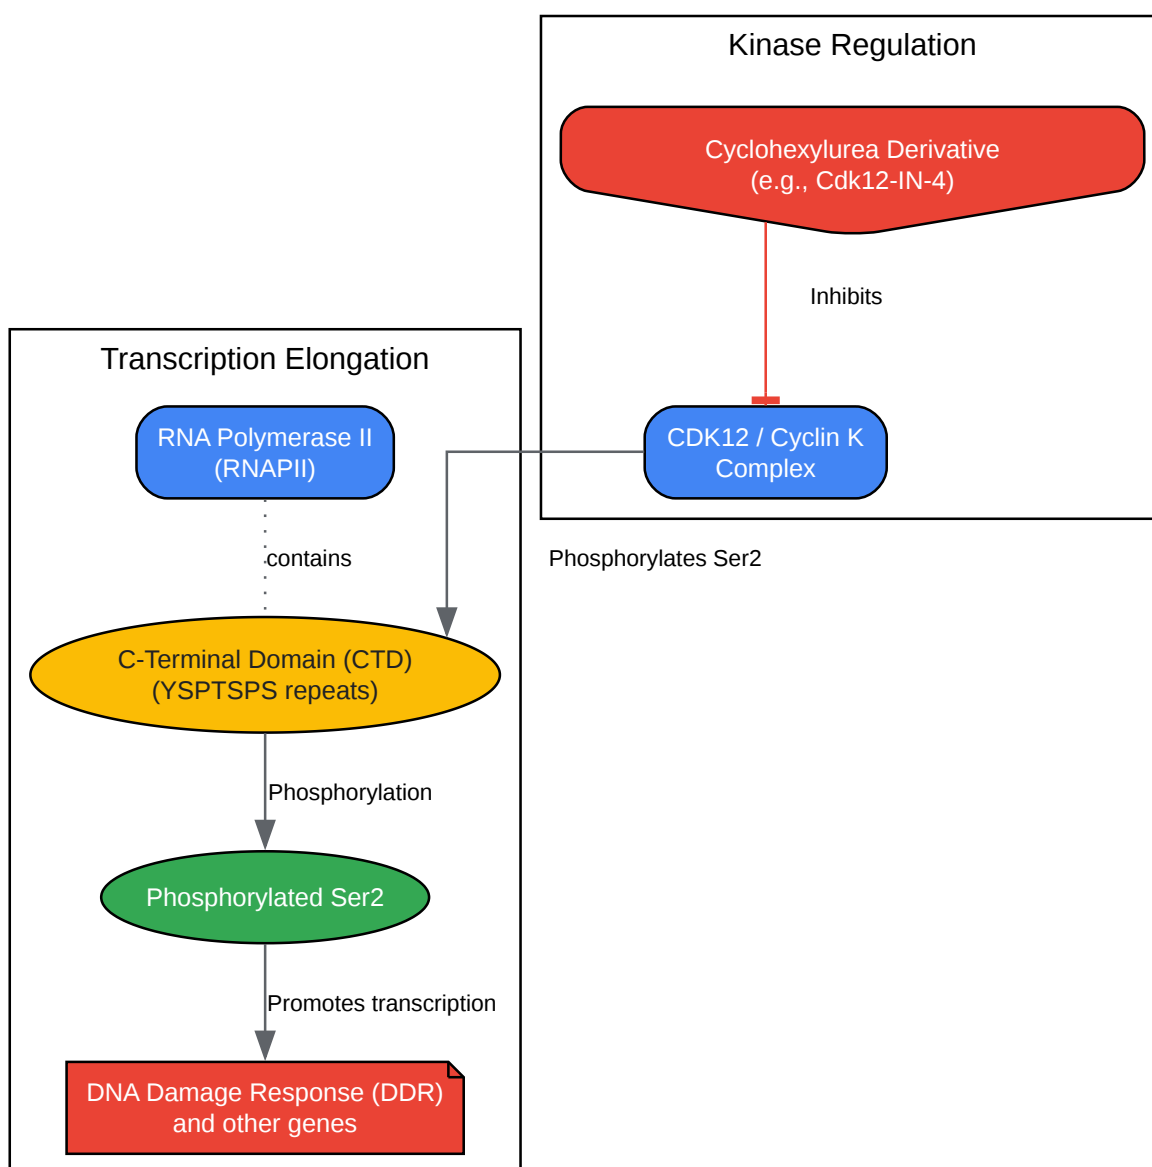 Kinase Regulation
Cyclohexylurea Derivative
(e.g., Cdk12-IN-4)
Inhibits
CDK12 / Cyclin K
Complex
Phosphorylates Ser2
Transcription Elongation
RNA Polymerase II
(RNAPII)
contains
C-Terminal Domain (CTD)
(YSPTSPS repeats)
Phosphorylation
Phosphorylated Ser2
Promotes transcription
DNA Damage Response (DDR)
and other genes